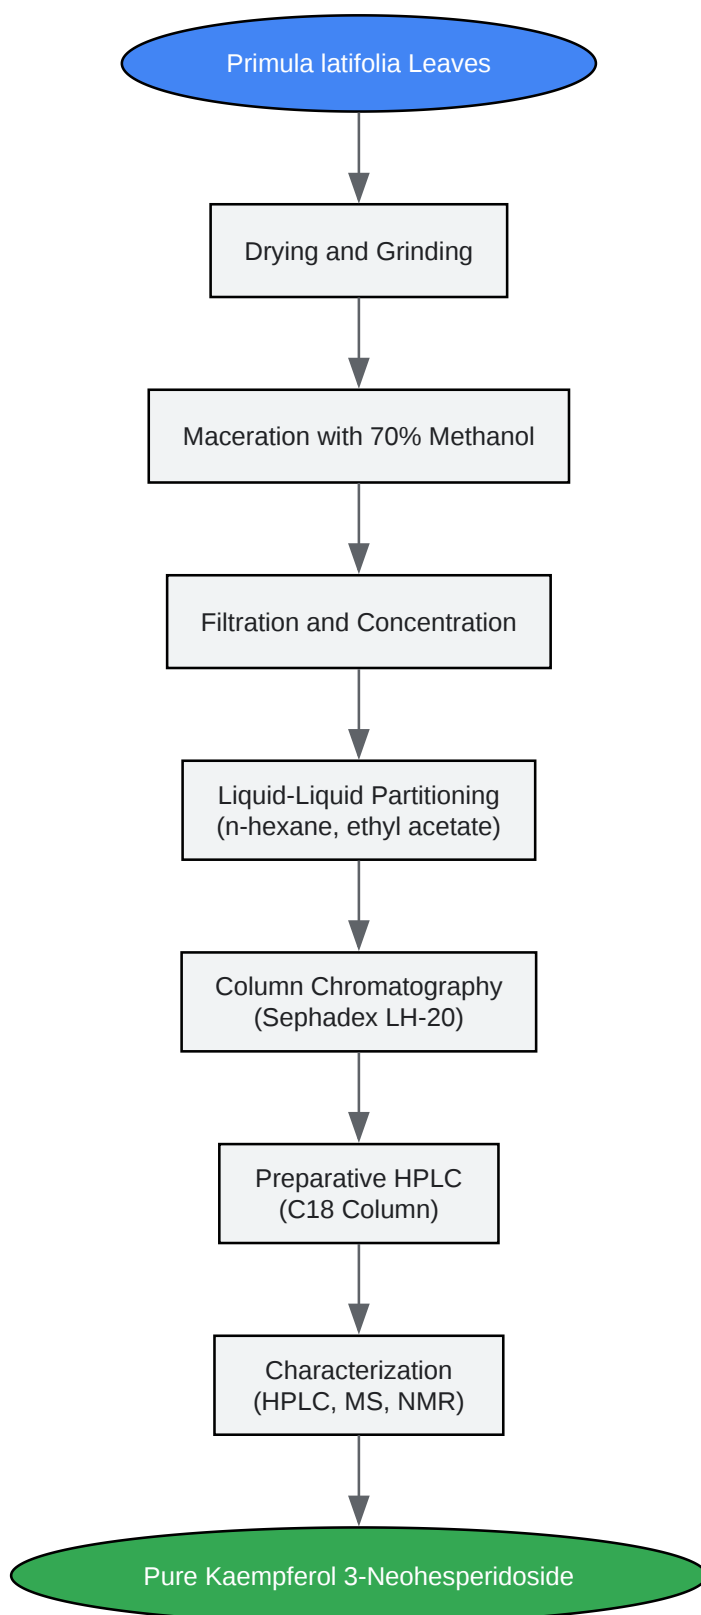 Primula latifolia Leaves
Drying and Grinding
Maceration with 70% Methanol
Filtration and Concentration
Liquid-Liquid Partitioning
(n-hexane, ethyl acetate)
Column Chromatography
(Sephadex LH-20)
Preparative HPLC
(C18 Column)
Characterization
(HPLC, MS, NMR)
Pure Kaempferol 3-Neohesperidoside